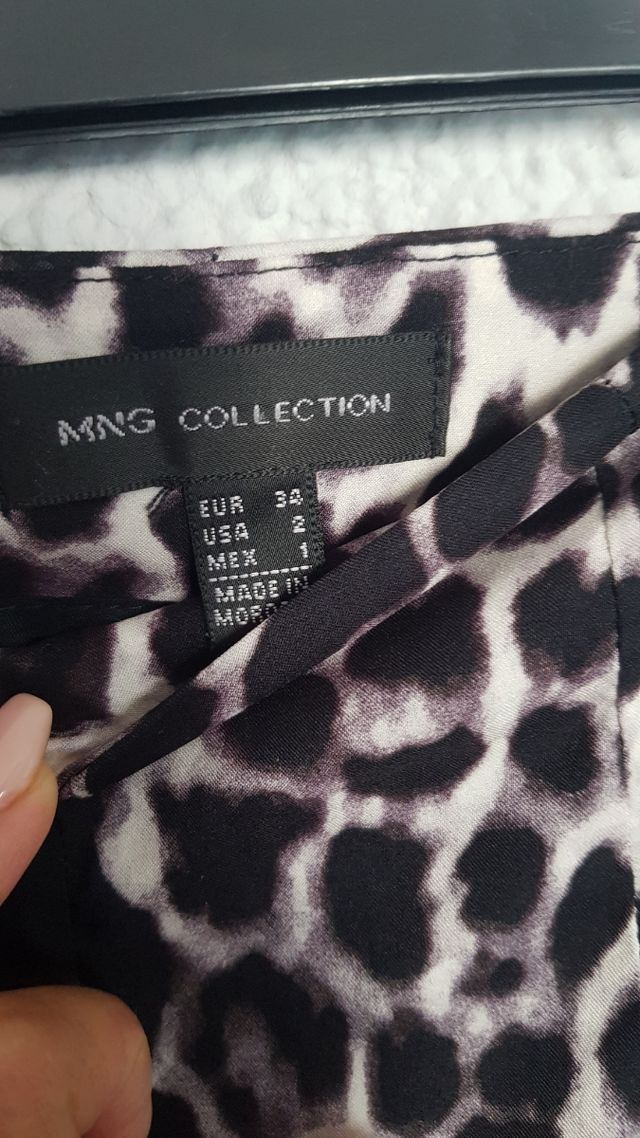 MNG COLLECTION
EUR 34
USA 2
MEX 1
MADE IN